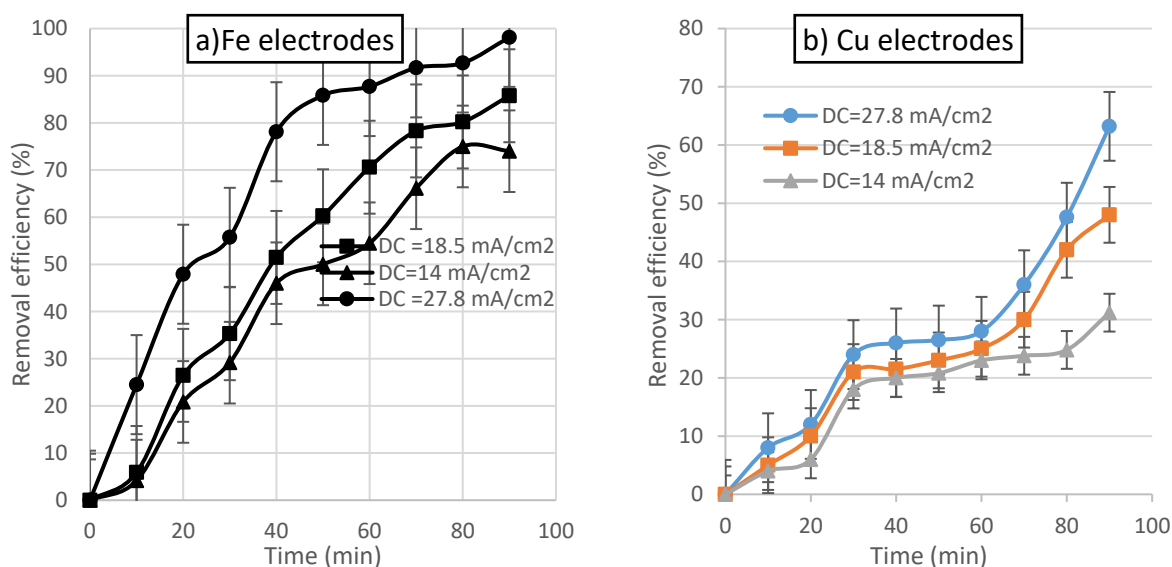 a)Fe electrodes
Removal efficiency (%)
100
90
80
70
60
50
40
30
20
10
0
DC =18.5 mA/cm2
DC=14 mA/cm2
DC =27.8 mA/cm2
0 20 40 60 80 100
Time (min)
b) Cu electrodes
Removal efficiency (%)
80
70
60
50
40
30
20
10
0
DC=27.8 mA/cm2
DC=18.5 mA/cm2
DC=14 mA/cm2
0 20 40 60 80 100
Time (min)